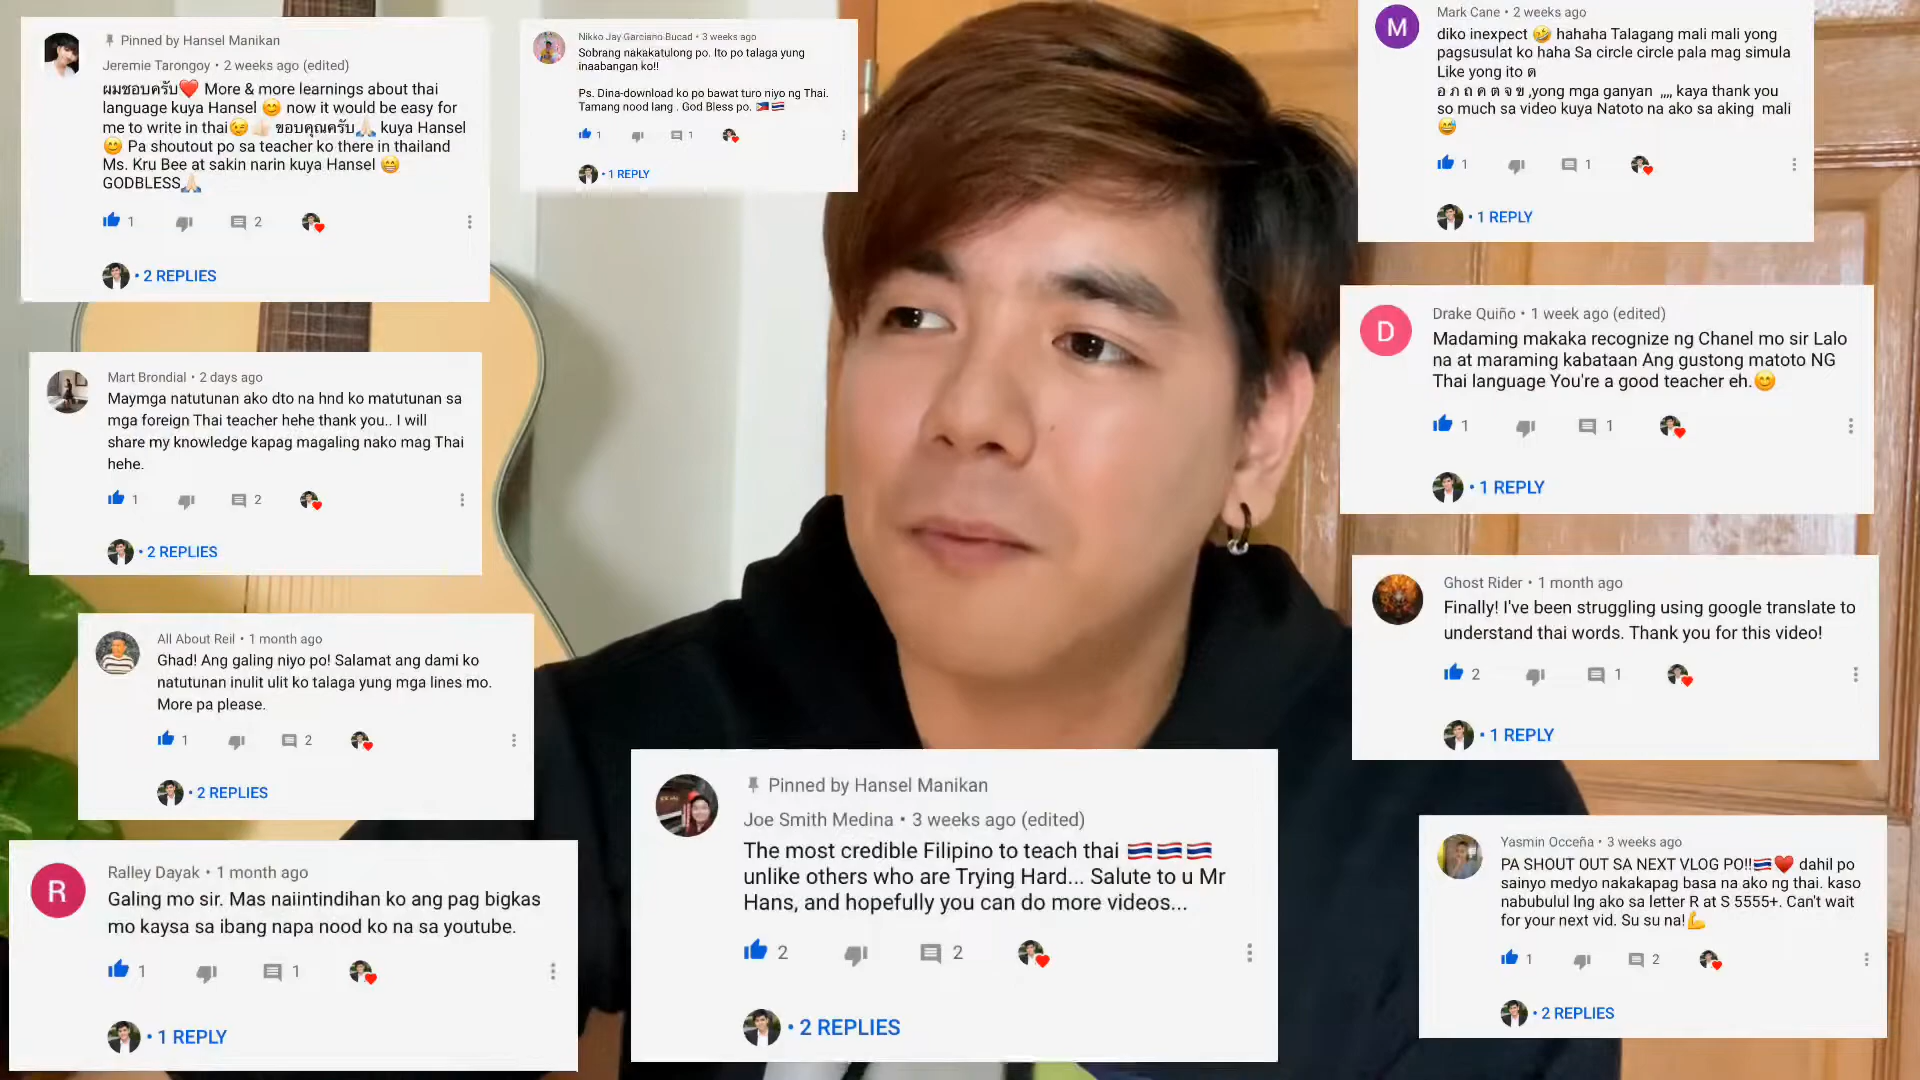 Pinned by Hansel Manikan
Jeremie Tarongoy • 2 weeks ago (edited)
ผมชอบครับ❤️ More & more learnings about thai
language kuya Hansel 😊 now it would be easy for
me to write in thai😉👍🏻 ขอบคุณครับ🙏🏻 kuya Hansel
😊 Pa shoutout po sa teacher ko there in thailand
Ms. Kru Bee at sakin narin kuya Hansel 😁
GODBLESS🙏🏻
1 2
• 2 REPLIES
Nikko Jay Garciano Bucad • 3 weeks ago
Sobrang nakakatulong po. Ito po talaga yung
inaabangan ko!!
Ps. Dina-download ko po bawat turo niyo ng Thai.
Tamang nood lang . God Bless po. 🇵🇭🇹🇭
1 1
• 1 REPLY
M
Mark Cane • 2 weeks ago
diko inexpect 🤣 hahaha Talagang mali mali yong
pagsusulat ko haha Sa circle circle pala mag simula
Like yong ito ด
อ ภ ถ ค ต จ ข ,yong mga ganyan ,,,, kaya thank you
so much sa video kuya Natoto na ako sa aking mali
😅
1 1
• 1 REPLY
Mart Brondial • 2 days ago
Maymga natutunan ako dto na hnd ko matutunan sa
mga foreign Thai teacher hehe thank you.. I will
share my knowledge kapag magaling nako mag Thai
hehe.
1 2
• 2 REPLIES
D
Drake Quiño • 1 week ago (edited)
Madaming makaka recognize ng Chanel mo sir Lalo
na at maraming kabataan Ang gustong matoto NG
Thai language You're a good teacher eh.😊
1 1
• 1 REPLY
All About Reil • 1 month ago
Ghad! Ang galing niyo po! Salamat ang dami ko
natutunan inulit ulit ko talaga yung mga lines mo.
More pa please.
1 2
• 2 REPLIES
Ghost Rider • 1 month ago
Finally! I've been struggling using google translate to
understand thai words. Thank you for this video!
2 1
• 1 REPLY
R
Ralley Dayak • 1 month ago
Galing mo sir. Mas naiintindihan ko ang pag bigkas
mo kaysa sa ibang napa nood ko na sa youtube.
1 1
• 1 REPLY
Pinned by Hansel Manikan
Joe Smith Medina • 3 weeks ago (edited)
The most credible Filipino to teach thai 🇹🇭🇹🇭🇹🇭
unlike others who are Trying Hard... Salute to u Mr
Hans, and hopefully you can do more videos...
2 2
• 2 REPLIES
Yasmin Occeña • 3 weeks ago
PA SHOUT OUT SA NEXT VLOG PO!!🇹🇭❤️ dahil po
sainyo medyo nakakapag basa na ako ng thai. kaso
nabubulul lng ako sa letter R at S 5555+. Can't wait
for your next vid. Su su na!💪
1 2
• 2 REPLIES